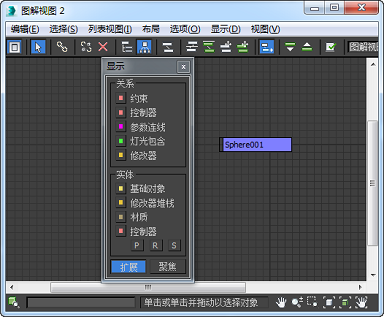 图解视图 2
编辑(E) 选择(S) 列表视图(I) 布局 选项(O) 显示(D) 视图(V)
图解视
显示 x
关系
约束
控制器
参数连线
灯光包含
修改器
Sphere001
实体
基础对象
修改器堆栈
材质
控制器
P R S
扩展 聚焦
单击或单击并拖动以选择对象